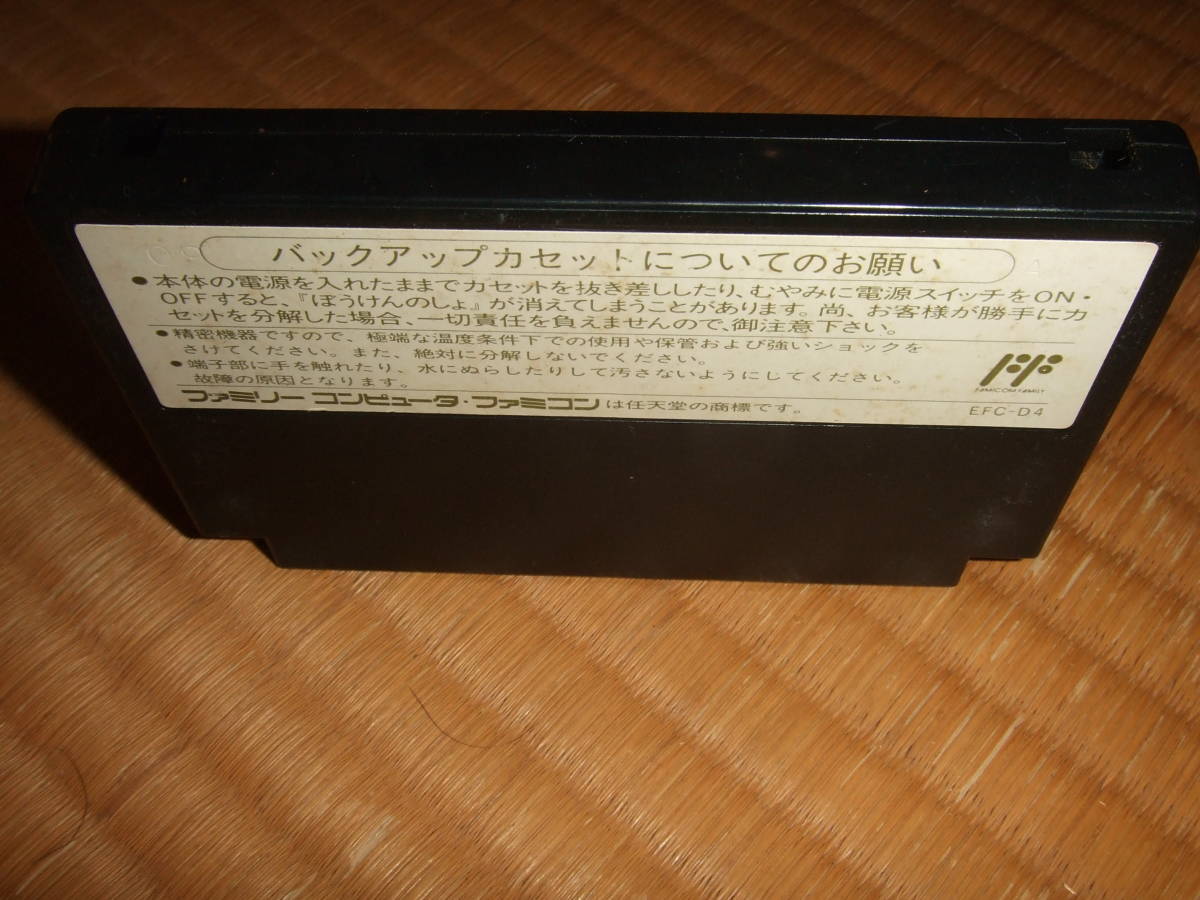 バックアップカセットについてのお願い
●本体の電源を入れたままでカセットを抜き差ししたり、むやみに電源スイッチをON・
OFFすると、『ぼうけんのしょ』が消えてしまうことがあります。尚、お客様が勝手にカ
セットを分解した場合、一切責任を負えませんので、御注意下さい。
●精密機器ですので、極端な温度条件下での使用や保管および強いショックを
さけてください。また、絶対に分解しないでください。
●端子部に手を触れたり、水にぬらしたりして汚さないようにしてください。
故障の原因となります。
ファミリーコンピュータ・ファミコンは任天堂の商標です。
FAMICOM FAMILY
EFC-D4